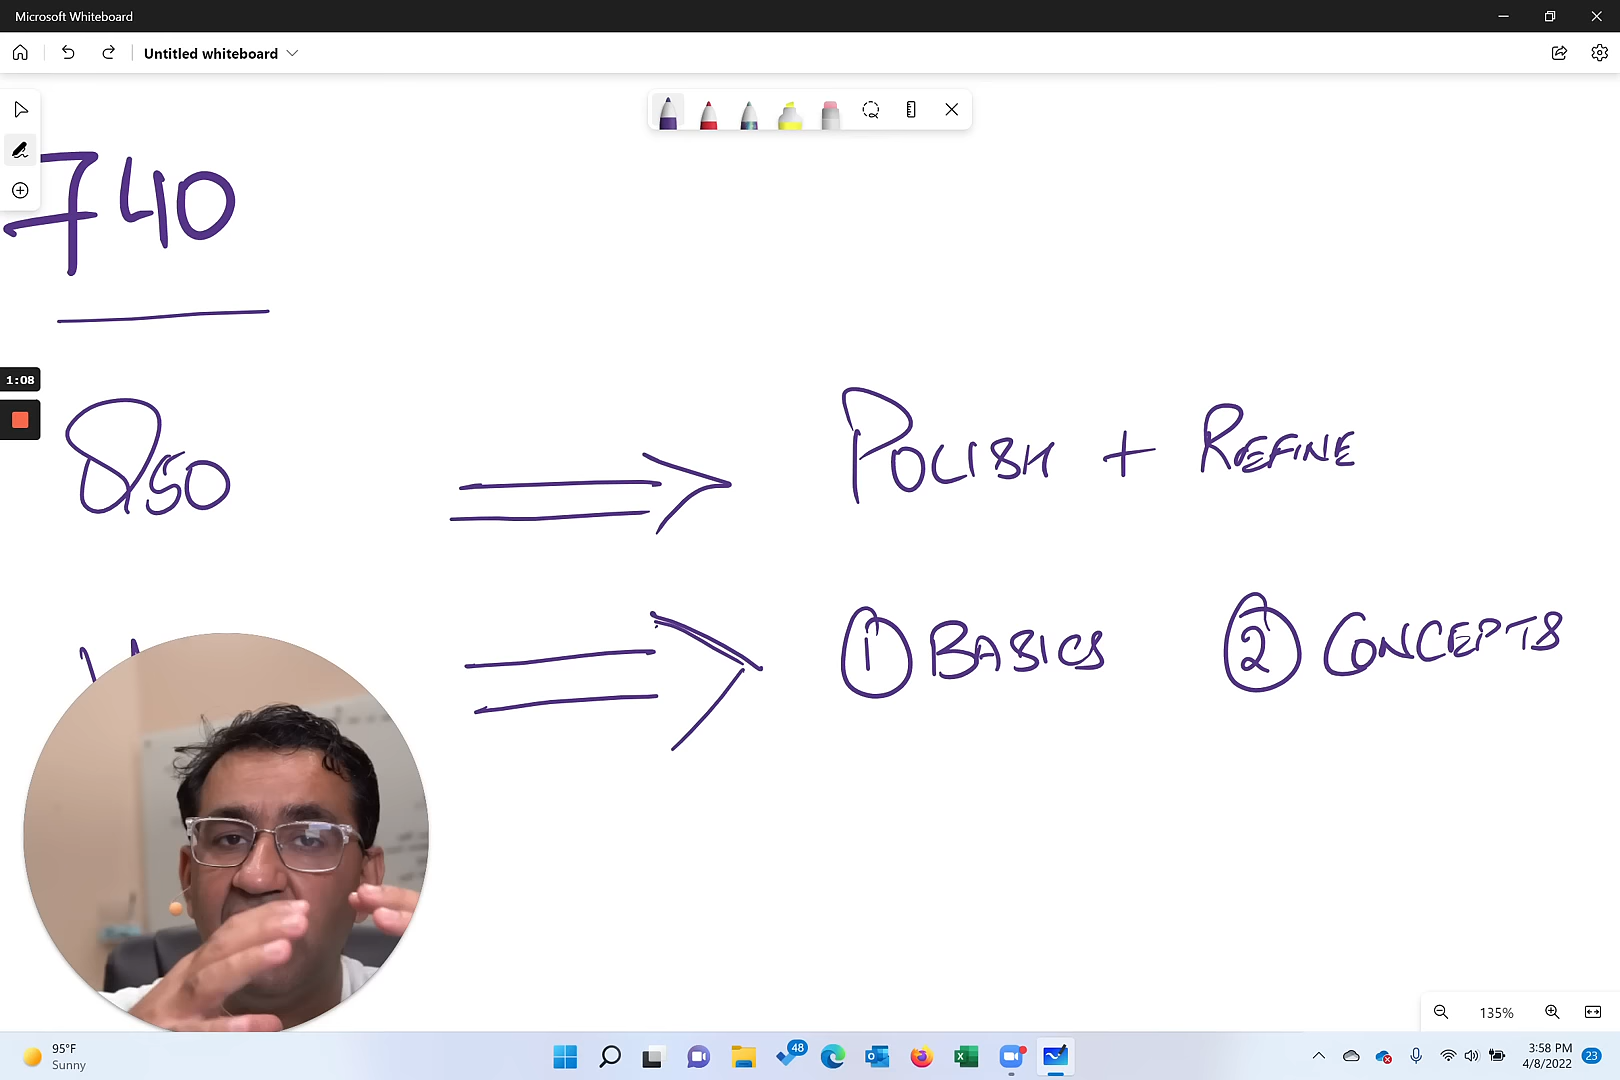 Microsoft Whiteboard
Untitled whiteboard
740
1:08
850 POLISH + REFINE
1 BASICS 2 CONCEPTS
135%
95°F
Sunny
48
3:58 PM
4/8/2022
23